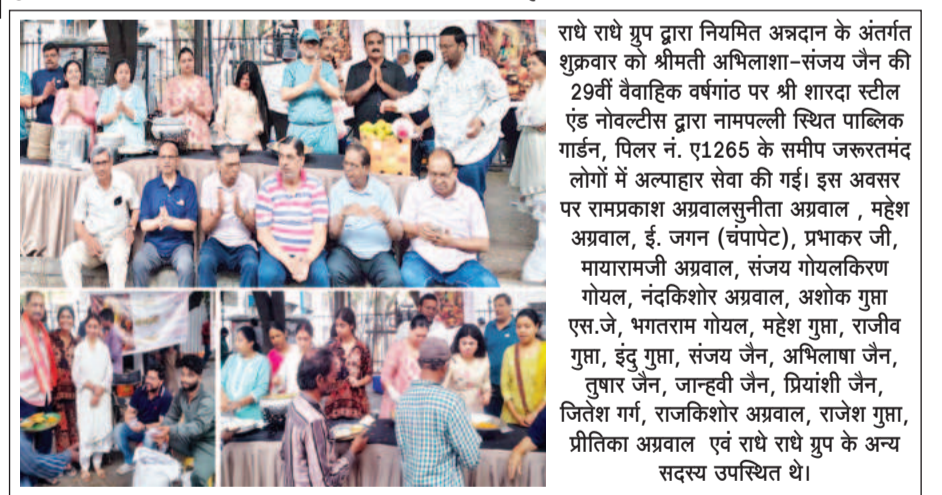 राधे राधे ग्रुप द्वारा नियमित अन्नदान के अंतर्गत
शुक्रवार को श्रीमती अभिलाशा-संजय जैन की
29वीं वैवाहिक वर्षगांठ पर श्री शारदा स्टील
एंड नोवल्टीस द्वारा नामपल्ली स्थित पाब्लिक
गार्डन, पिलर नं. ए1265 के समीप जरूरतमंद
लोगों में अल्पाहार सेवा की गई। इस अवसर
पर रामप्रकाश अग्रवालसुनीता अग्रवाल , महेश
अग्रवाल, ई. जगन (चंपापेट), प्रभाकर जी,
मायारामजी अग्रवाल, संजय गोयलकिरण
गोयल, नंदकिशोर अग्रवाल, अशोक गुप्ता
एस.जे, भगतराम गोयल, महेश गुप्ता, राजीव
गुप्ता, इंदु गुप्ता, संजय जैन, अभिलाषा जैन,
तुषार जैन, जान्हवी जैन, प्रियांशी जैन,
जितेश गर्ग, राजकिशोर अग्रवाल, राजेश गुप्ता,
प्रीतिका अग्रवाल एवं राधे राधे ग्रुप के अन्य
सदस्य उपस्थित थे।